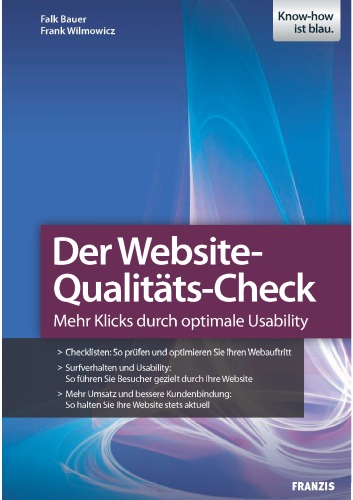 Falk Bauer
Frank Wilmowicz
Know-how
ist blau.
Der Website-
Qualitäts-Check
Mehr Klicks durch optimale Usability
> Checklisten: So prüfen und optimieren Sie Ihren Webauftritt
> Surfverhalten und Usability:
So führen Sie Besucher gezielt durch Ihre Website
> Mehr Umsatz und bessere Kundenbindung:
So halten Sie Ihre Website stets aktuell
FRANZIS